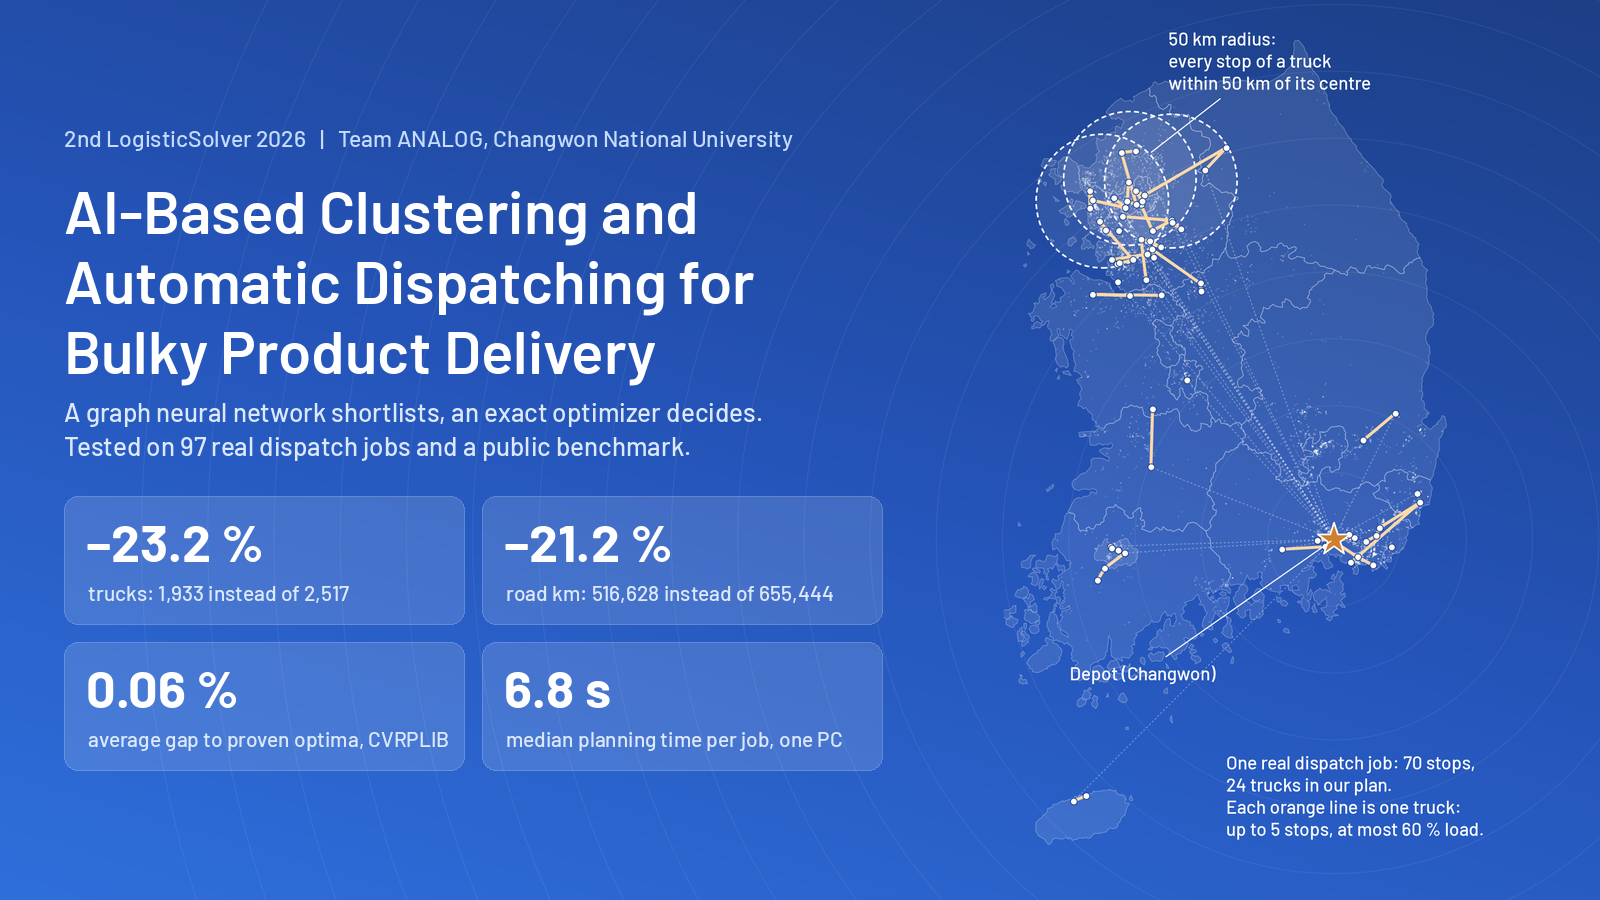 2nd LogisticSolver 2026 | Team ANALOG, Changwon National University
AI-Based Clustering and
Automatic Dispatching for
Bulky Product Delivery
A graph neural network shortlists, an exact optimizer decides.
Tested on 97 real dispatch jobs and a public benchmark.
–23.2 %
trucks: 1,933 instead of 2,517
–21.2 %
road km: 516,628 instead of 655,444
0.06 %
average gap to proven optima, CVRPLIB
6.8 s
median planning time per job, one PC
50 km radius:
every stop of a truck
within 50 km of its centre
Depot (Changwon)
One real dispatch job: 70 stops,
24 trucks in our plan.
Each orange line is one truck:
up to 5 stops, at most 60 % load.